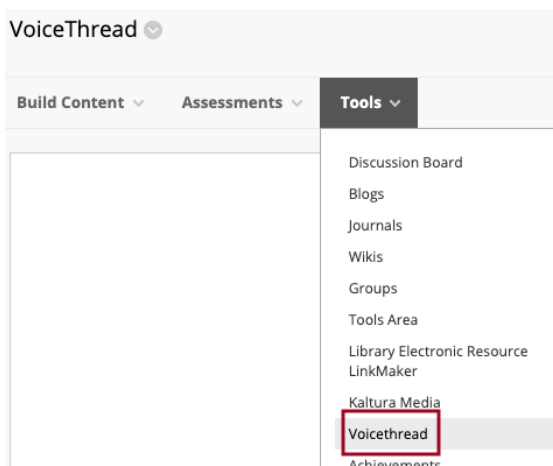 VoiceThread
Build Content Assessments Tools
Discussion Board
Blogs
Journals
Wikis
Groups
Tools Area
Library Electronic Resource
LinkMaker
Kaltura Media
Voicethread
Achievements